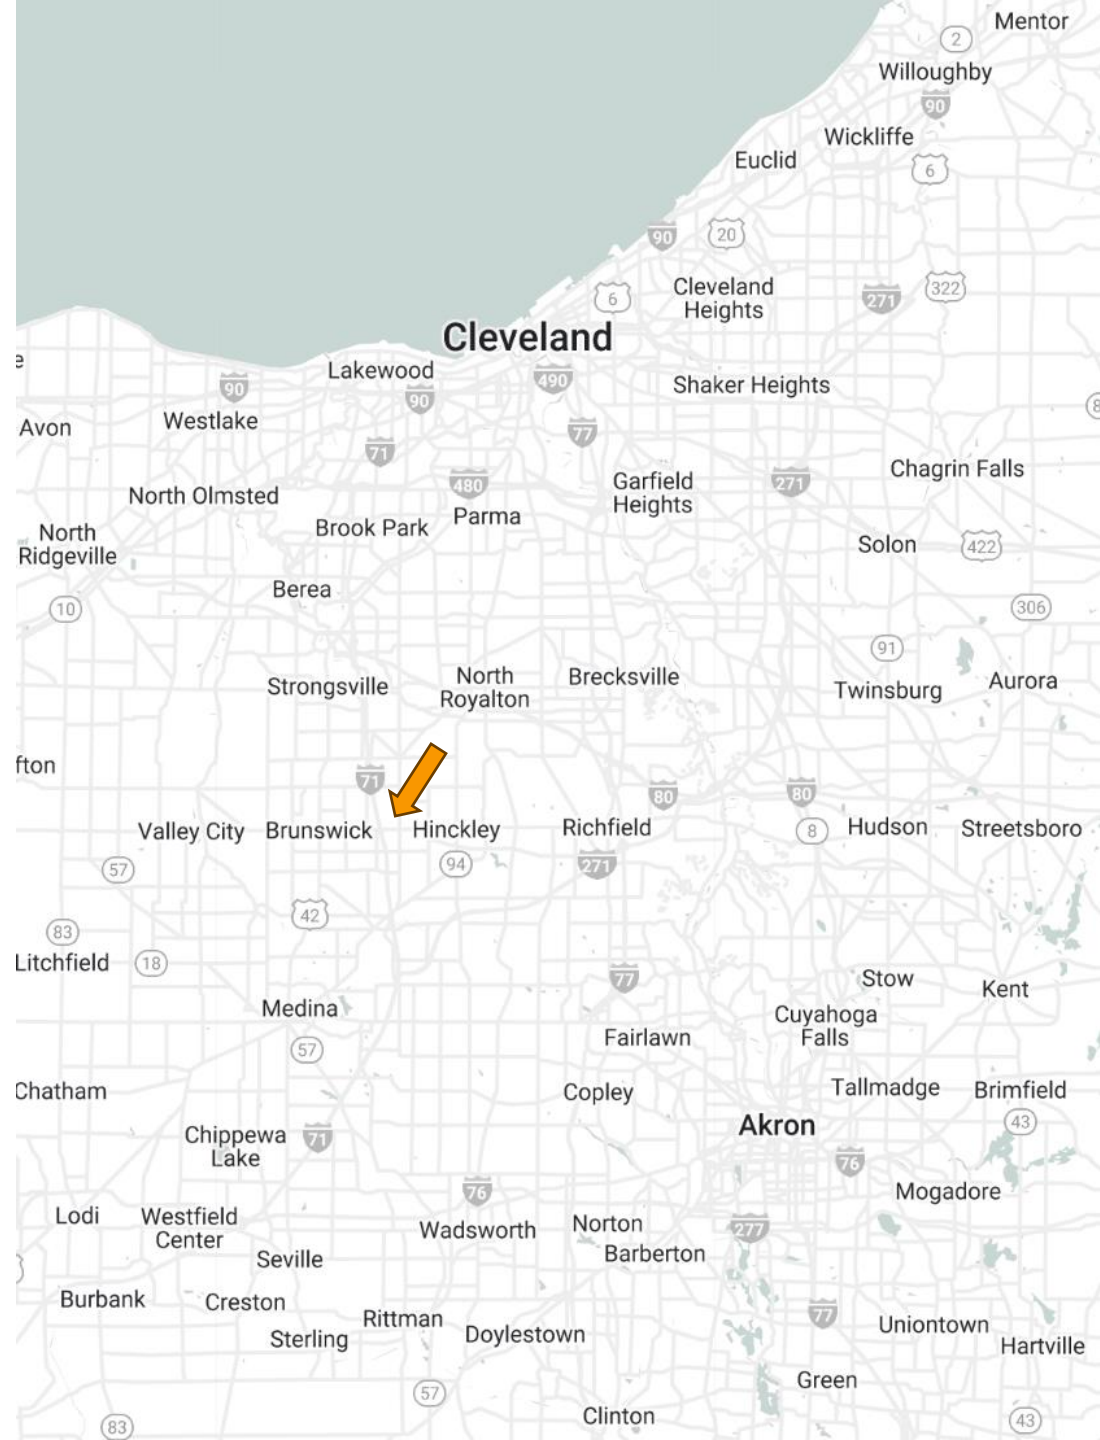 Mentor
2
Willoughby
90
Wickliffe
Euclid
6
90
20
Cleveland
Heights
6
271
322
Cleveland
e
Lakewood
90
90
490
Shaker Heights
8
Westlake
Avon
77
71
Chagrin Falls
480
Garfield
Heights
271
North Olmsted
Parma
Brook Park
North
Ridgeville
Solon
422
Berea
10
306
91
Strongsville
North
Royalton
Brecksville
Twinsburg
Aurora
fton
71
80
80
Valley City
Brunswick
Hinckley
Richfield
8
Hudson
Streetsboro
57
94
271
42
83
Litchfield
18
77
Stow
Kent
Medina
Cuyahoga
Falls
57
Fairlawn
Chatham
Copley
Tallmadge
Brimfield
Akron
43
Chippewa
Lake
71
76
76
Mogadore
Lodi
Westfield
Center
Wadsworth
Norton
277
Barberton
Seville
Burbank
Creston
Rittman
77
Sterling
Doylestown
Uniontown
Hartville
Green
57
Clinton
83
43